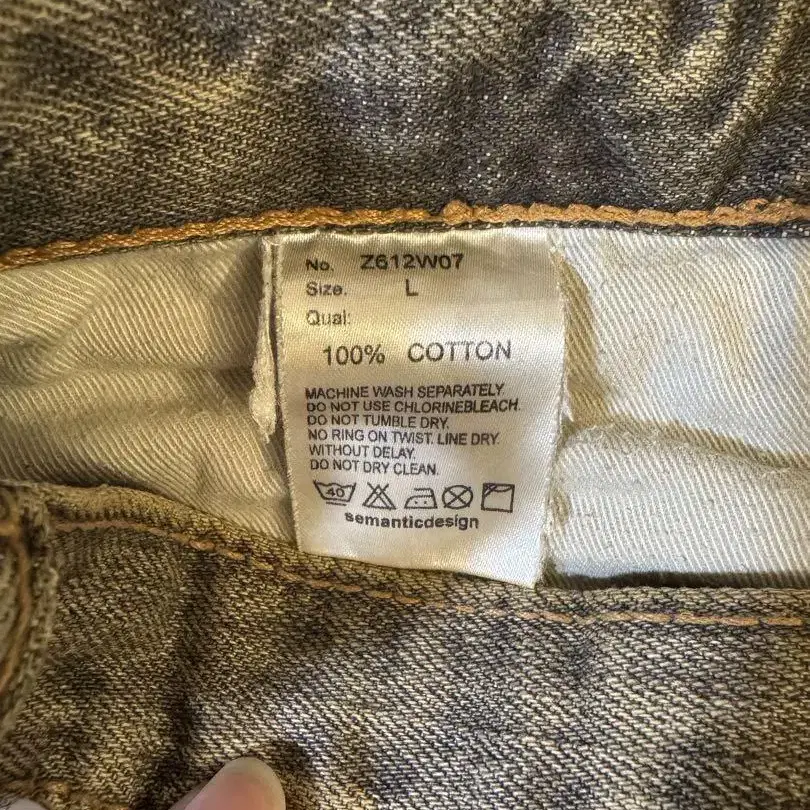 No. Z612W07
Size. L
Qual:
100% COTTON
MACHINE WASH SEPARATELY
DO NOT USE CHLORINEBLEACH.
DO NOT TUMBLE DRY.
NO RING ON TWIST. LINE DRY.
WITHOUT DELAY.
DO NOT DRY CLEAN.
40
semanticdesign